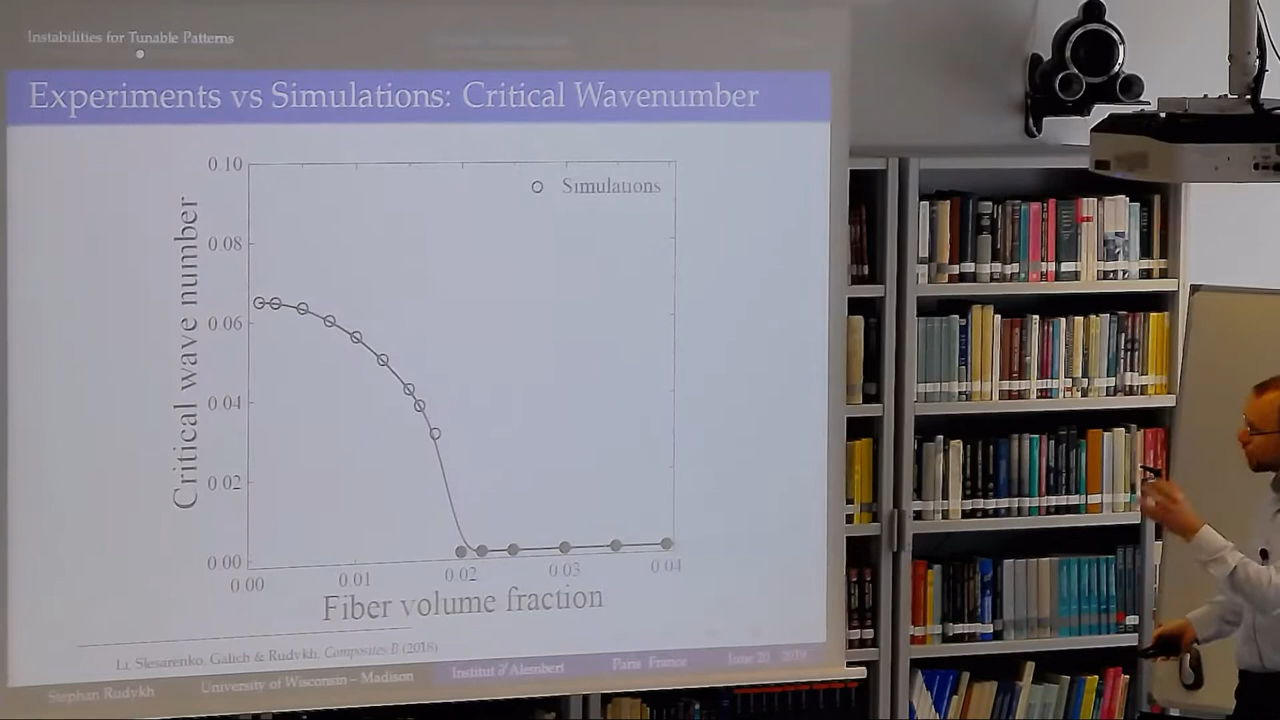 Instabilities for Tunable Patterns
Experiments vs Simulations: Critical Wavenumber
Critical wave number
0.10
0.08
0.06
0.04
0.02
0.00
Simulations
0.00 0.01 0.02 0.03 0.04
Fiber volume fraction
Li, Slesarenko, Galich & Rudykh, Composites B (2018)
Stephan Rudykh University of Wisconsin – Madison Institut d'Alembert Paris France June 20 2019